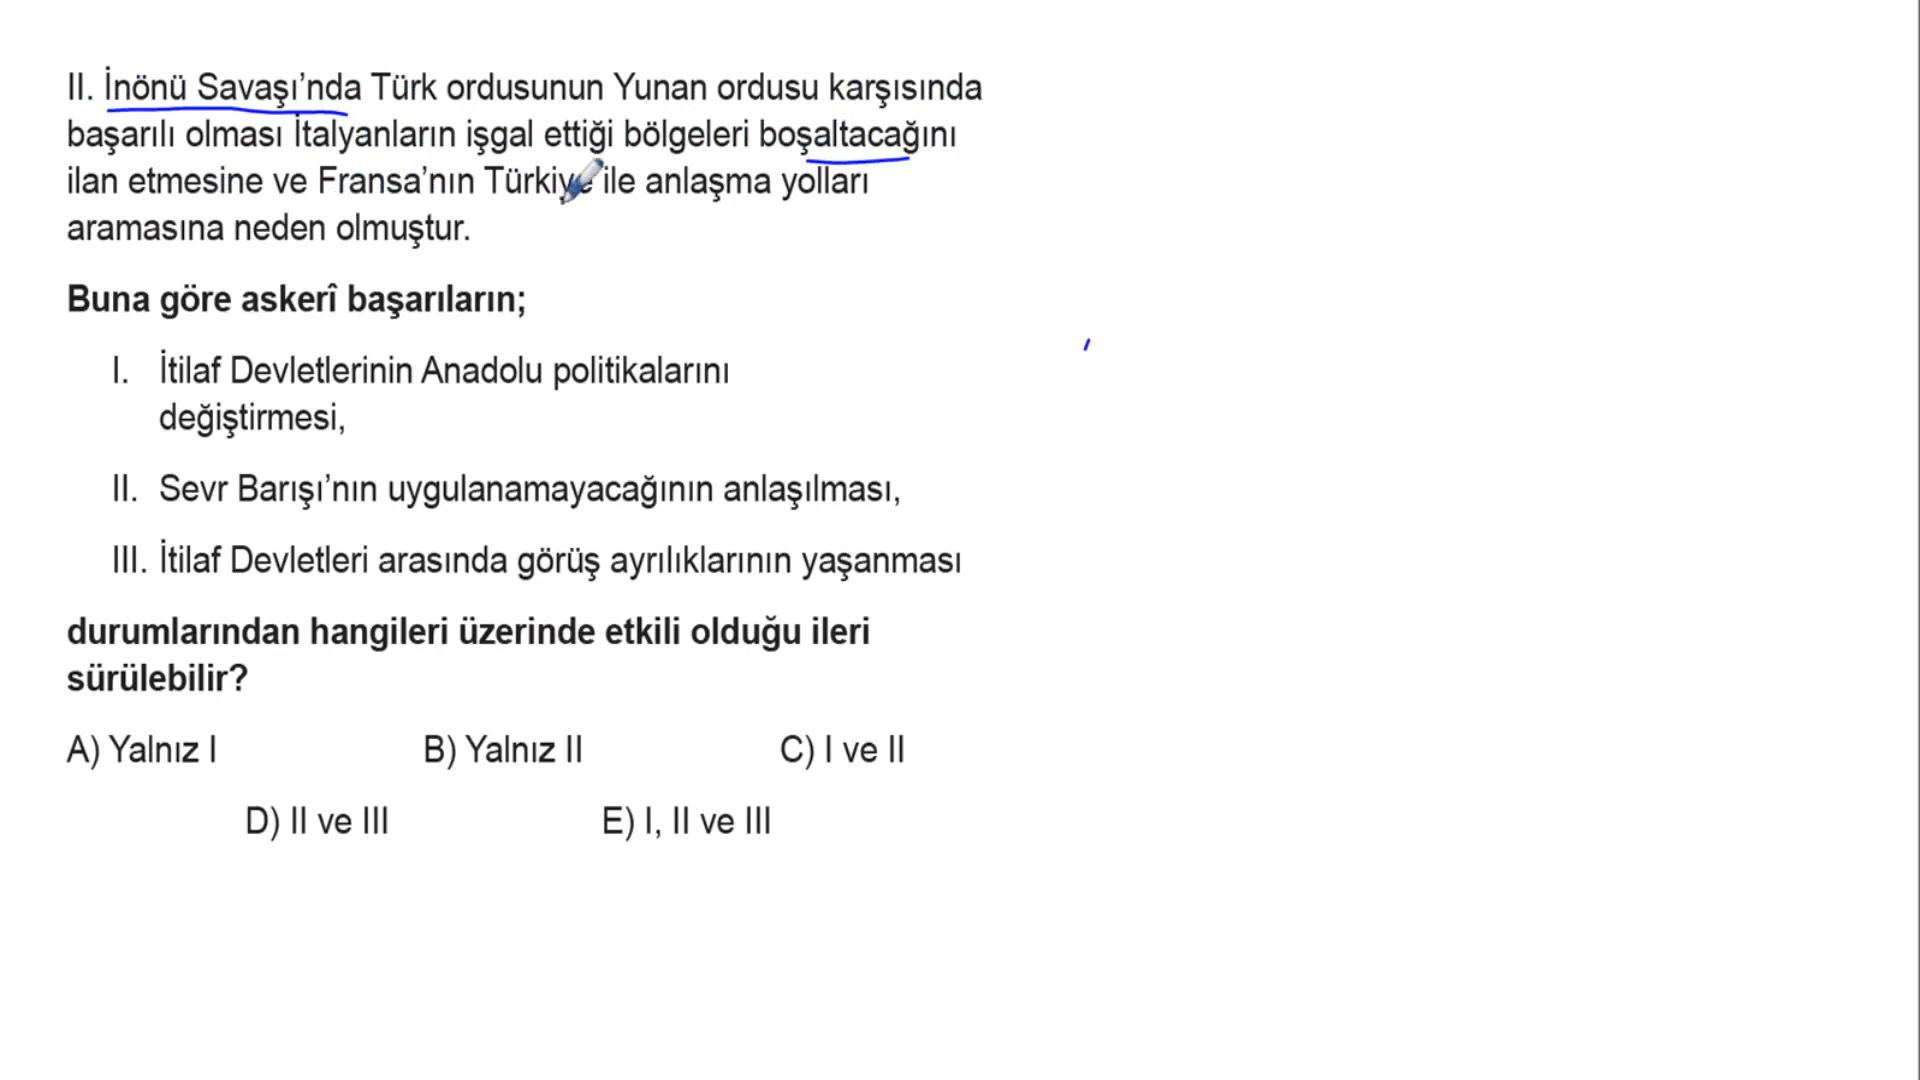 II. İnönü Savaşı’nda Türk ordusunun Yunan ordusu karşısında
başarılı olması İtalyanların işgal ettiği bölgeleri boşaltacağını
ilan etmesine ve Fransa’nın Türkiye ile anlaşma yolları
aramasına neden olmuştur.
Buna göre askerî başarıların;
I. İtilaf Devletlerinin Anadolu politikalarını
değiştirmesi,
II. Sevr Barışı’nın uygulanamayacağının anlaşılması,
III. İtilaf Devletleri arasında görüş ayrılıklarının yaşanması
durumlarından hangileri üzerinde etkili olduğu ileri
sürülebilir?
A) Yalnız I B) Yalnız II C) I ve II
D) II ve III E) I, II ve III